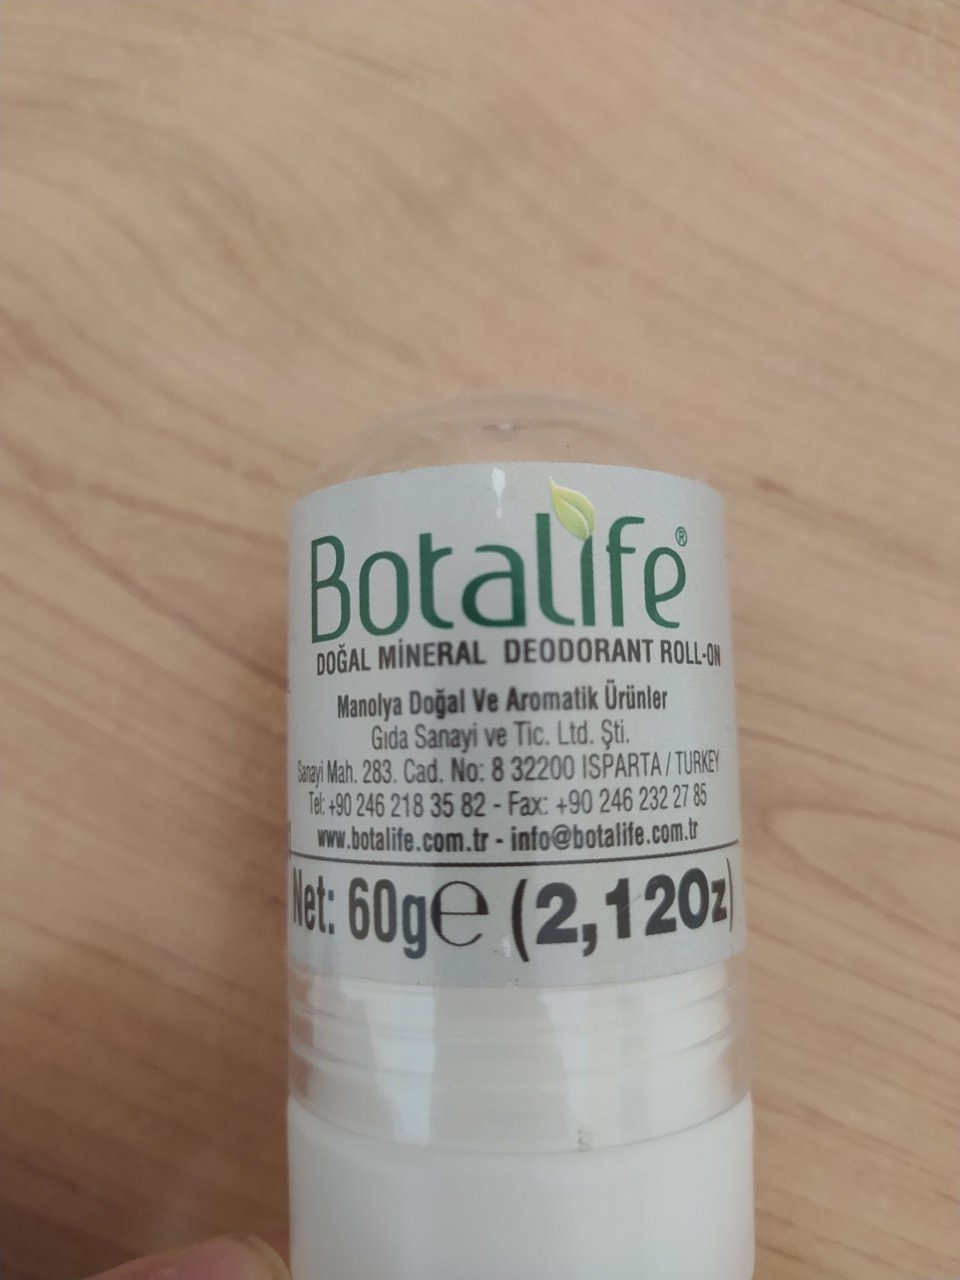 Botalife®
DOĞAL MİNERAL DEODORANT ROLL-ON
Manolya Doğal Ve Aromatik Ürünler
Gıda Sanayi ve Tic. Ltd. Şti.
Sanayi Mah. 283. Cad. No: 8 32200 ISPARTA / TURKEY
Tel: +90 246 218 35 82 - Fax: +90 246 232 27 85
www.botalife.com.tr - info@botalife.com.tr
Net: 60g℮ (2,12Oz)